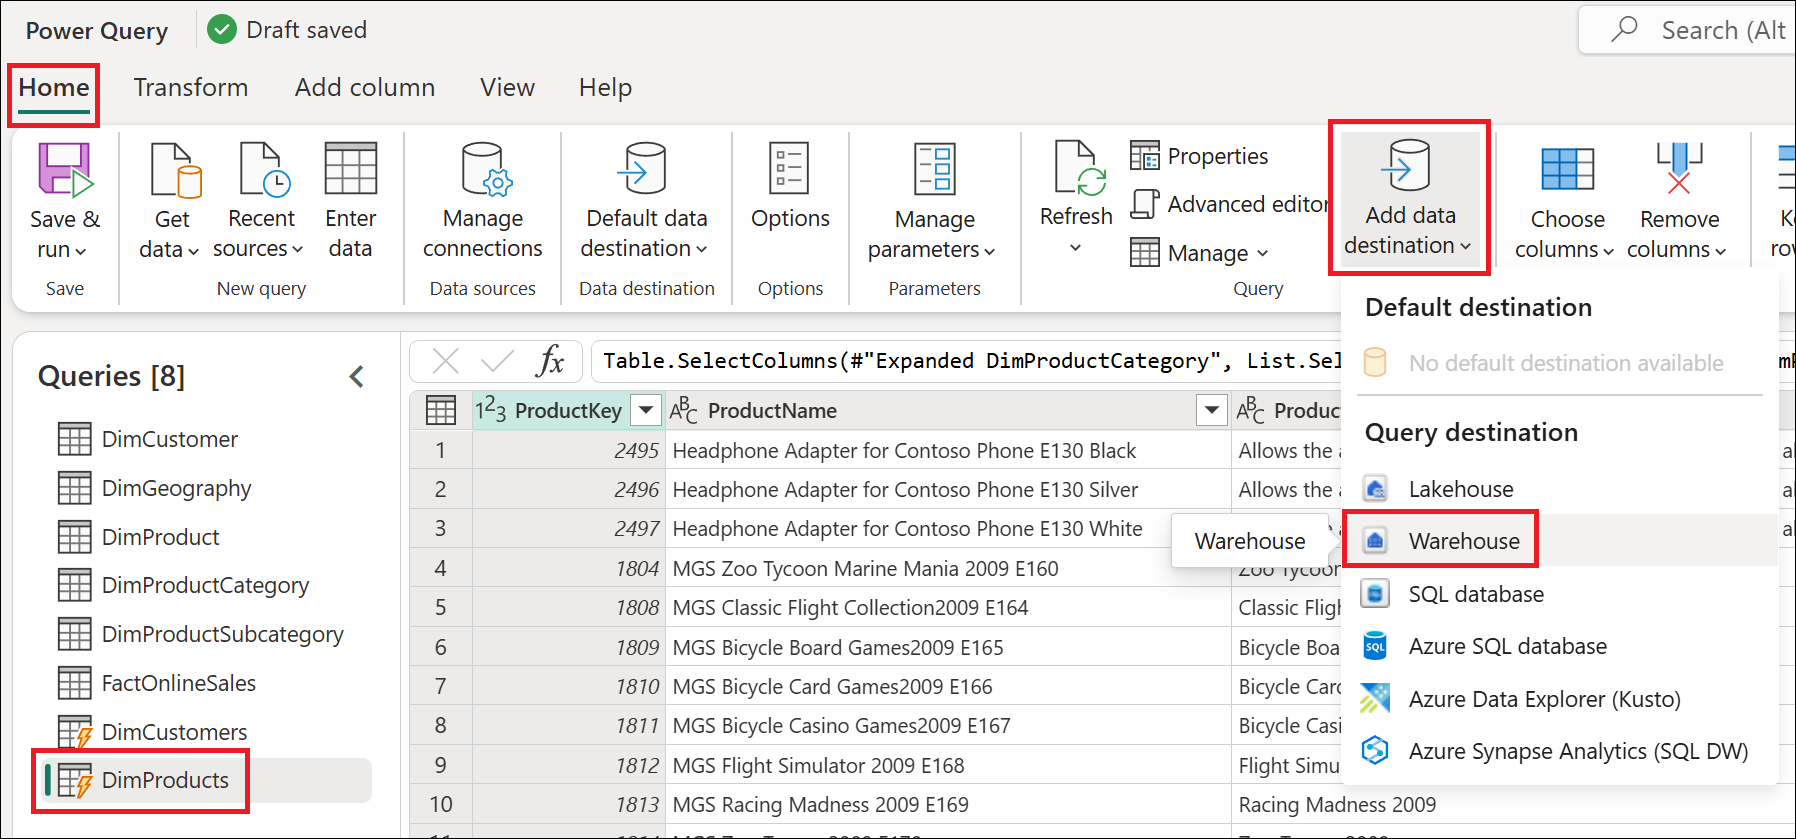 Power Query
Draft saved
Search (Alt
Home
Transform
Add column
View
Help
Save &
run
Save
Get
data
Recent
sources
Enter
data
New query
Manage
connections
Data sources
Default data
destination
Data destination
Options
Options
Manage
parameters
Parameters
Refresh
Properties
Advanced editor
Manage
Query
Add data
destination
Choose
columns
Remove
columns
Default destination
No default destination available
Query destination
Lakehouse
Warehouse
Warehouse
SQL database
SQL
Azure SQL database
Azure Data Explorer (Kusto)
Azure Synapse Analytics (SQL DW)
Queries [8]
DimCustomer
DimGeography
DimProduct
DimProductCategory
DimProductSubcategory
FactOnlineSales
DimCustomers
DimProducts
fx
Table.SelectColumns(#"Expanded DimProductCategory", List.Sel
123 ProductKey ABC ProductName ABC Product
1 2495 Headphone Adapter for Contoso Phone E130 Black Allows the
2 2496 Headphone Adapter for Contoso Phone E130 Silver Allows the
3 2497 Headphone Adapter for Contoso Phone E130 White
4 1804 MGS Zoo Tycoon Marine Mania 2009 E160 Zoo Tycoon
5 1808 MGS Classic Flight Collection2009 E164 Classic Fligh
6 1809 MGS Bicycle Board Games2009 E165 Bicycle Boa
7 1810 MGS Bicycle Card Games2009 E166 Bicycle Card
8 1811 MGS Bicycle Casino Games2009 E167 Bicycle Casi
9 1812 MGS Flight Simulator 2009 E168 Flight Simu
10 1813 MGS Racing Madness 2009 E169 Racing Madness 2009